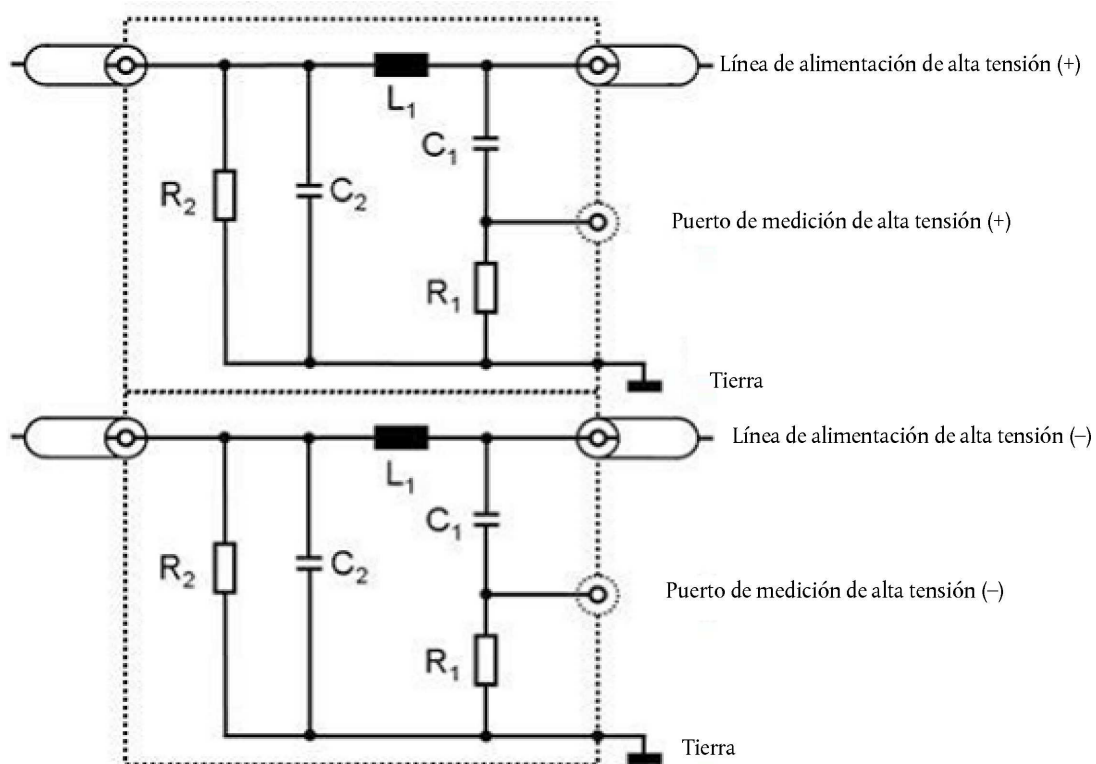 Línea de alimentación de alta tensión (+)
L1
C1
R2
C2
Puerto de medición de alta tensión (+)
R1
Tierra
Línea de alimentación de alta tensión (–)
L1
C1
R2
C2
Puerto de medición de alta tensión (–)
R1
Tierra